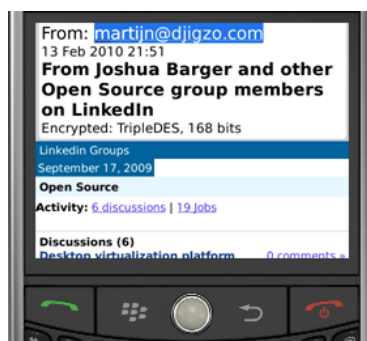 From: martijn@djigzo.com
13 Feb 2010 21:51
From Joshua Barger and other
Open Source group members
on LinkedIn
Encrypted: TripleDES, 168 bits
Linkedin Groups
September 17, 2009
Open Source
Activity: 6 discussions | 19 Jobs
Discussions (6)
Desktop virtualization platform 0 comments »